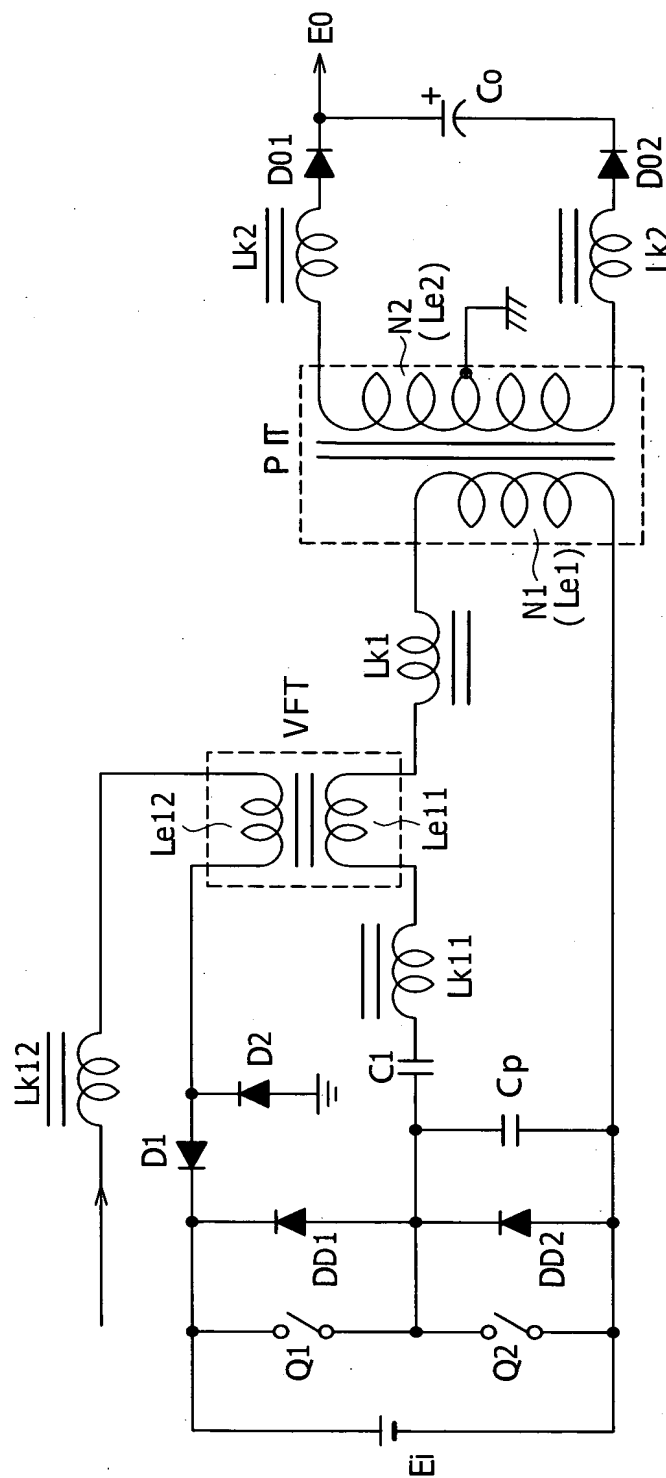 Lk12
D1
D2
Le12
VFT
Le11
Lk1
Lk11
C1
Cp
DD1
DD2
Q1
Q2
Ei
PIT
N1
(Le1)
N2
(Le2)
Lk2
D01
E0
+
Co
D02
Lk2